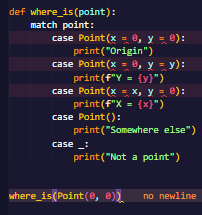 def where_is(point):
    match point:
        case Point(x = 0, y = 0):
            print("Origin")
        case Point(x = 0, y = y):
            print(f"Y = {y}")
        case Point(x = x, y = 0):
            print(f"X = {x}")
        case Point():
            print("Somewhere else")
        case _:
            print("Not a point")
where_is(Point(0, 0))    no newline